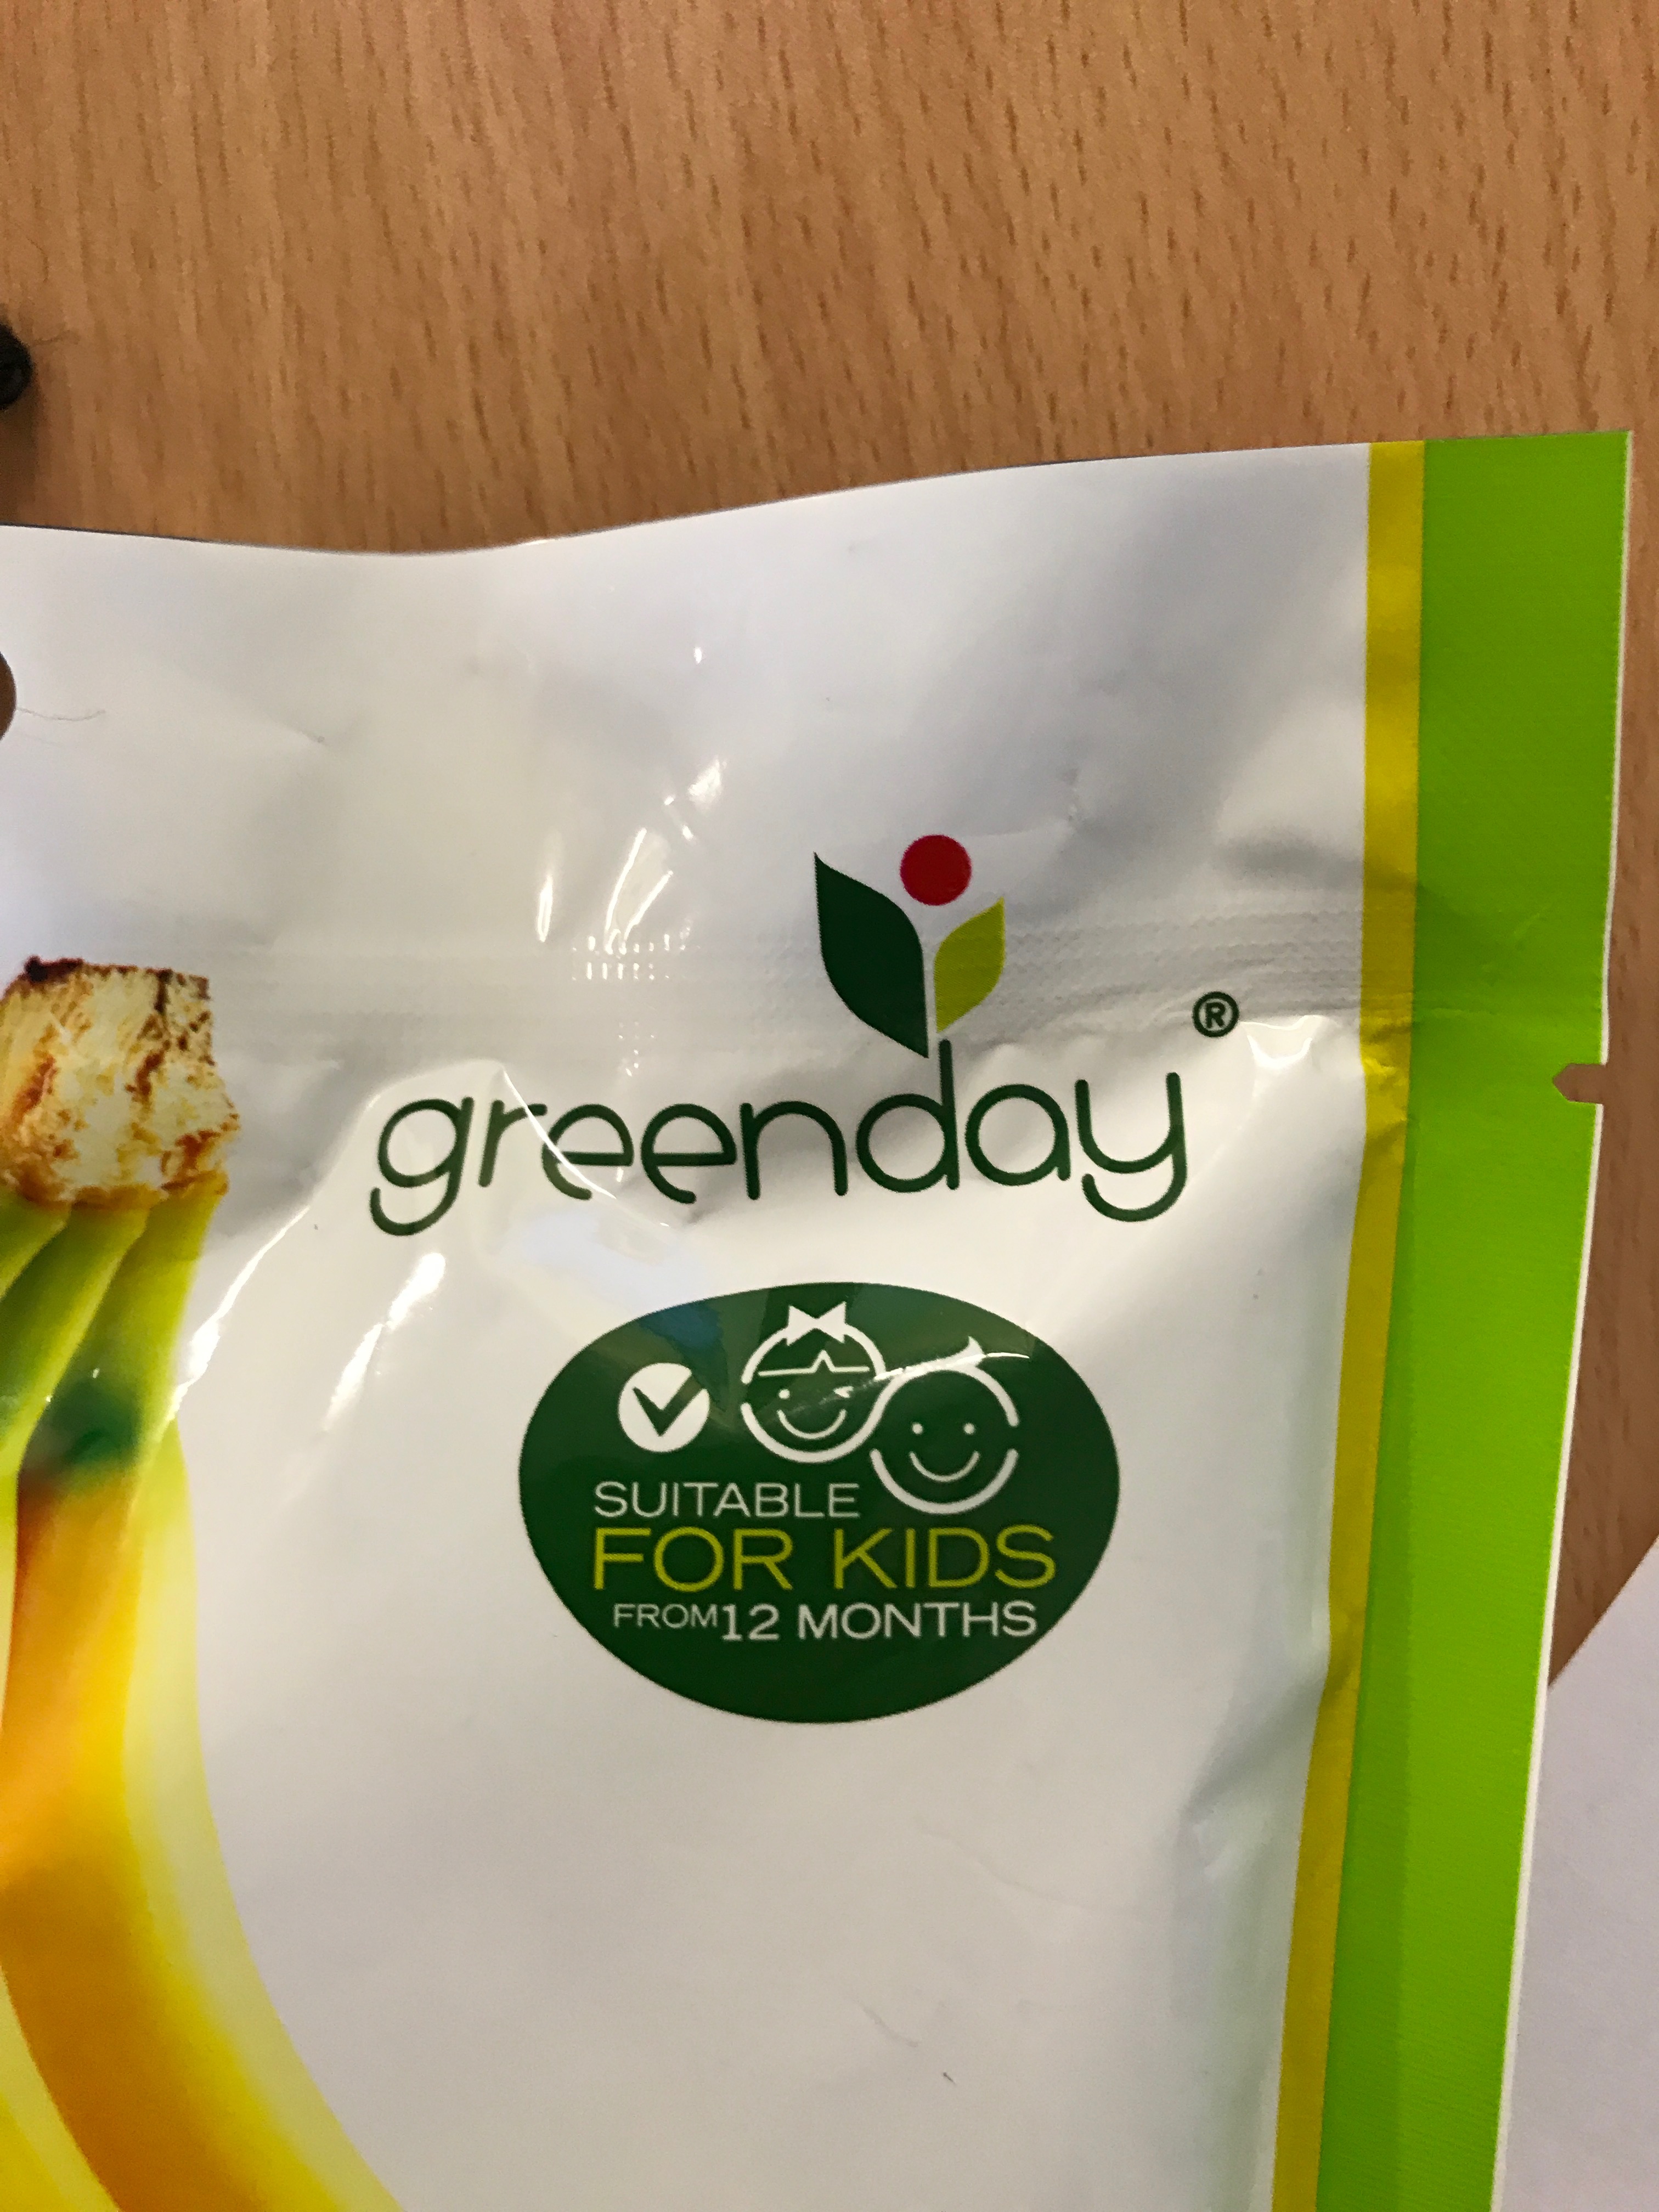 greenday®
SUITABLE
FOR KIDS
FROM 12 MONTHS